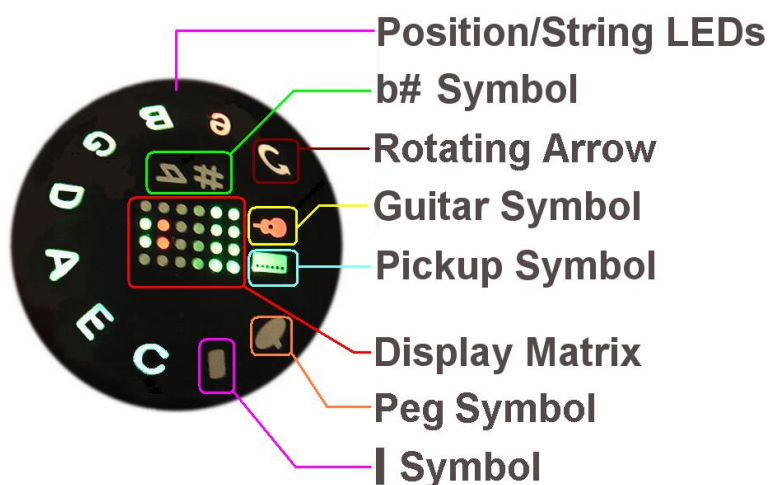 Position/String LEDs
b# Symbol
Rotating Arrow
Guitar Symbol
Pickup Symbol
Display Matrix
Peg Symbol
I Symbol
e
B
G
D
A
E
C
b#